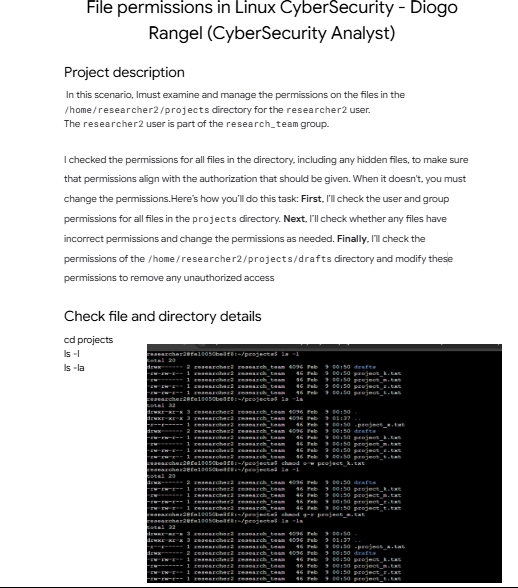 File permissions in Linux CyberSecurity - Diogo
Rangel (CyberSecurity Analyst)
Project description
In this scenario, Imust examine and manage the permissions on the files in the
/home/researcher2/projects directory for the researcher2 user.
The researcher2 user is part of the research_team group.
I checked the permissions for all files in the directory, including any hidden files, to make sure
that permissions align with the authorization that should be given. When it doesn't, you must
change the permissions.Here's how you'll do this task: First, I'll check the user and group
permissions for all files in the projects directory. Next, I'll check whether any files have
incorrect permissions and change the permissions as needed. Finally, I'll check the
permissions of the /home/researcher2/projects/drafts directory and modify these
permissions to remove any unauthorized access
Check file and directory details
cd projects
ls -l
ls -la
researcher2@fe10050be8f8:~/projects$ ls -l
total 20
drwx------ 2 researcher2 research_team 4096 Feb 9 00:50 drafts
-rw-rw-r-- 1 researcher2 research_team 46 Feb 9 00:50 project_k.txt
-rw------- 1 researcher2 research_team 46 Feb 9 00:50 project_m.txt
-rw-rw-r-- 1 researcher2 research_team 46 Feb 9 00:50 project_r.txt
-rw-rw-r-- 1 researcher2 research_team 46 Feb 9 00:50 project_t.txt
researcher2@fe10050be8f8:~/projects$ ls -la
total 32
drwxr-xr-x 3 researcher2 research_team 4096 Feb 9 00:50 .
drwxr-xr-x 3 researcher2 research_team 4096 Feb 9 01:37 ..
-r--r----- 1 researcher2 research_team 46 Feb 9 00:50 .project_x.txt
drwx------ 2 researcher2 research_team 4096 Feb 9 00:50 drafts
-rw-rw-r-- 1 researcher2 research_team 46 Feb 9 00:50 project_k.txt
-rw------- 1 researcher2 research_team 46 Feb 9 00:50 project_m.txt
-rw-rw-r-- 1 researcher2 research_team 46 Feb 9 00:50 project_r.txt
-rw-rw-r-- 1 researcher2 research_team 46 Feb 9 00:50 project_t.txt
researcher2@fe10050be8f8:~/projects$ chmod o-w project_k.txt
researcher2@fe10050be8f8:~/projects$ ls -l
total 20
drwx------ 2 researcher2 research_team 4096 Feb 9 00:50 drafts
-rw-rw-r-- 1 researcher2 research_team 46 Feb 9 00:50 project_k.txt
-rw------- 1 researcher2 research_team 46 Feb 9 00:50 project_m.txt
-rw-rw-r-- 1 researcher2 research_team 46 Feb 9 00:50 project_r.txt
-rw-rw-r-- 1 researcher2 research_team 46 Feb 9 00:50 project_t.txt
researcher2@fe10050be8f8:~/projects$ chmod g-r project_m.txt
researcher2@fe10050be8f8:~/projects$ ls -la
total 32
drwxr-xr-x 3 researcher2 research_team 4096 Feb 9 00:50 .
drwxr-xr-x 3 researcher2 research_team 4096 Feb 9 01:37 ..
-r--r----- 1 researcher2 research_team 46 Feb 9 00:50 .project_x.txt
drwx------ 2 researcher2 research_team 4096 Feb 9 00:50 drafts
-rw-rw-r-- 1 researcher2 research_team 46 Feb 9 00:50 project_k.txt
-rw------- 1 researcher2 research_team 46 Feb 9 00:50 project_m.txt
-rw-rw-r-- 1 researcher2 research_team 46 Feb 9 00:50 project_r.txt
-rw-rw-r-- 1 researcher2 research_team 46 Feb 9 00:50 project_t.txt